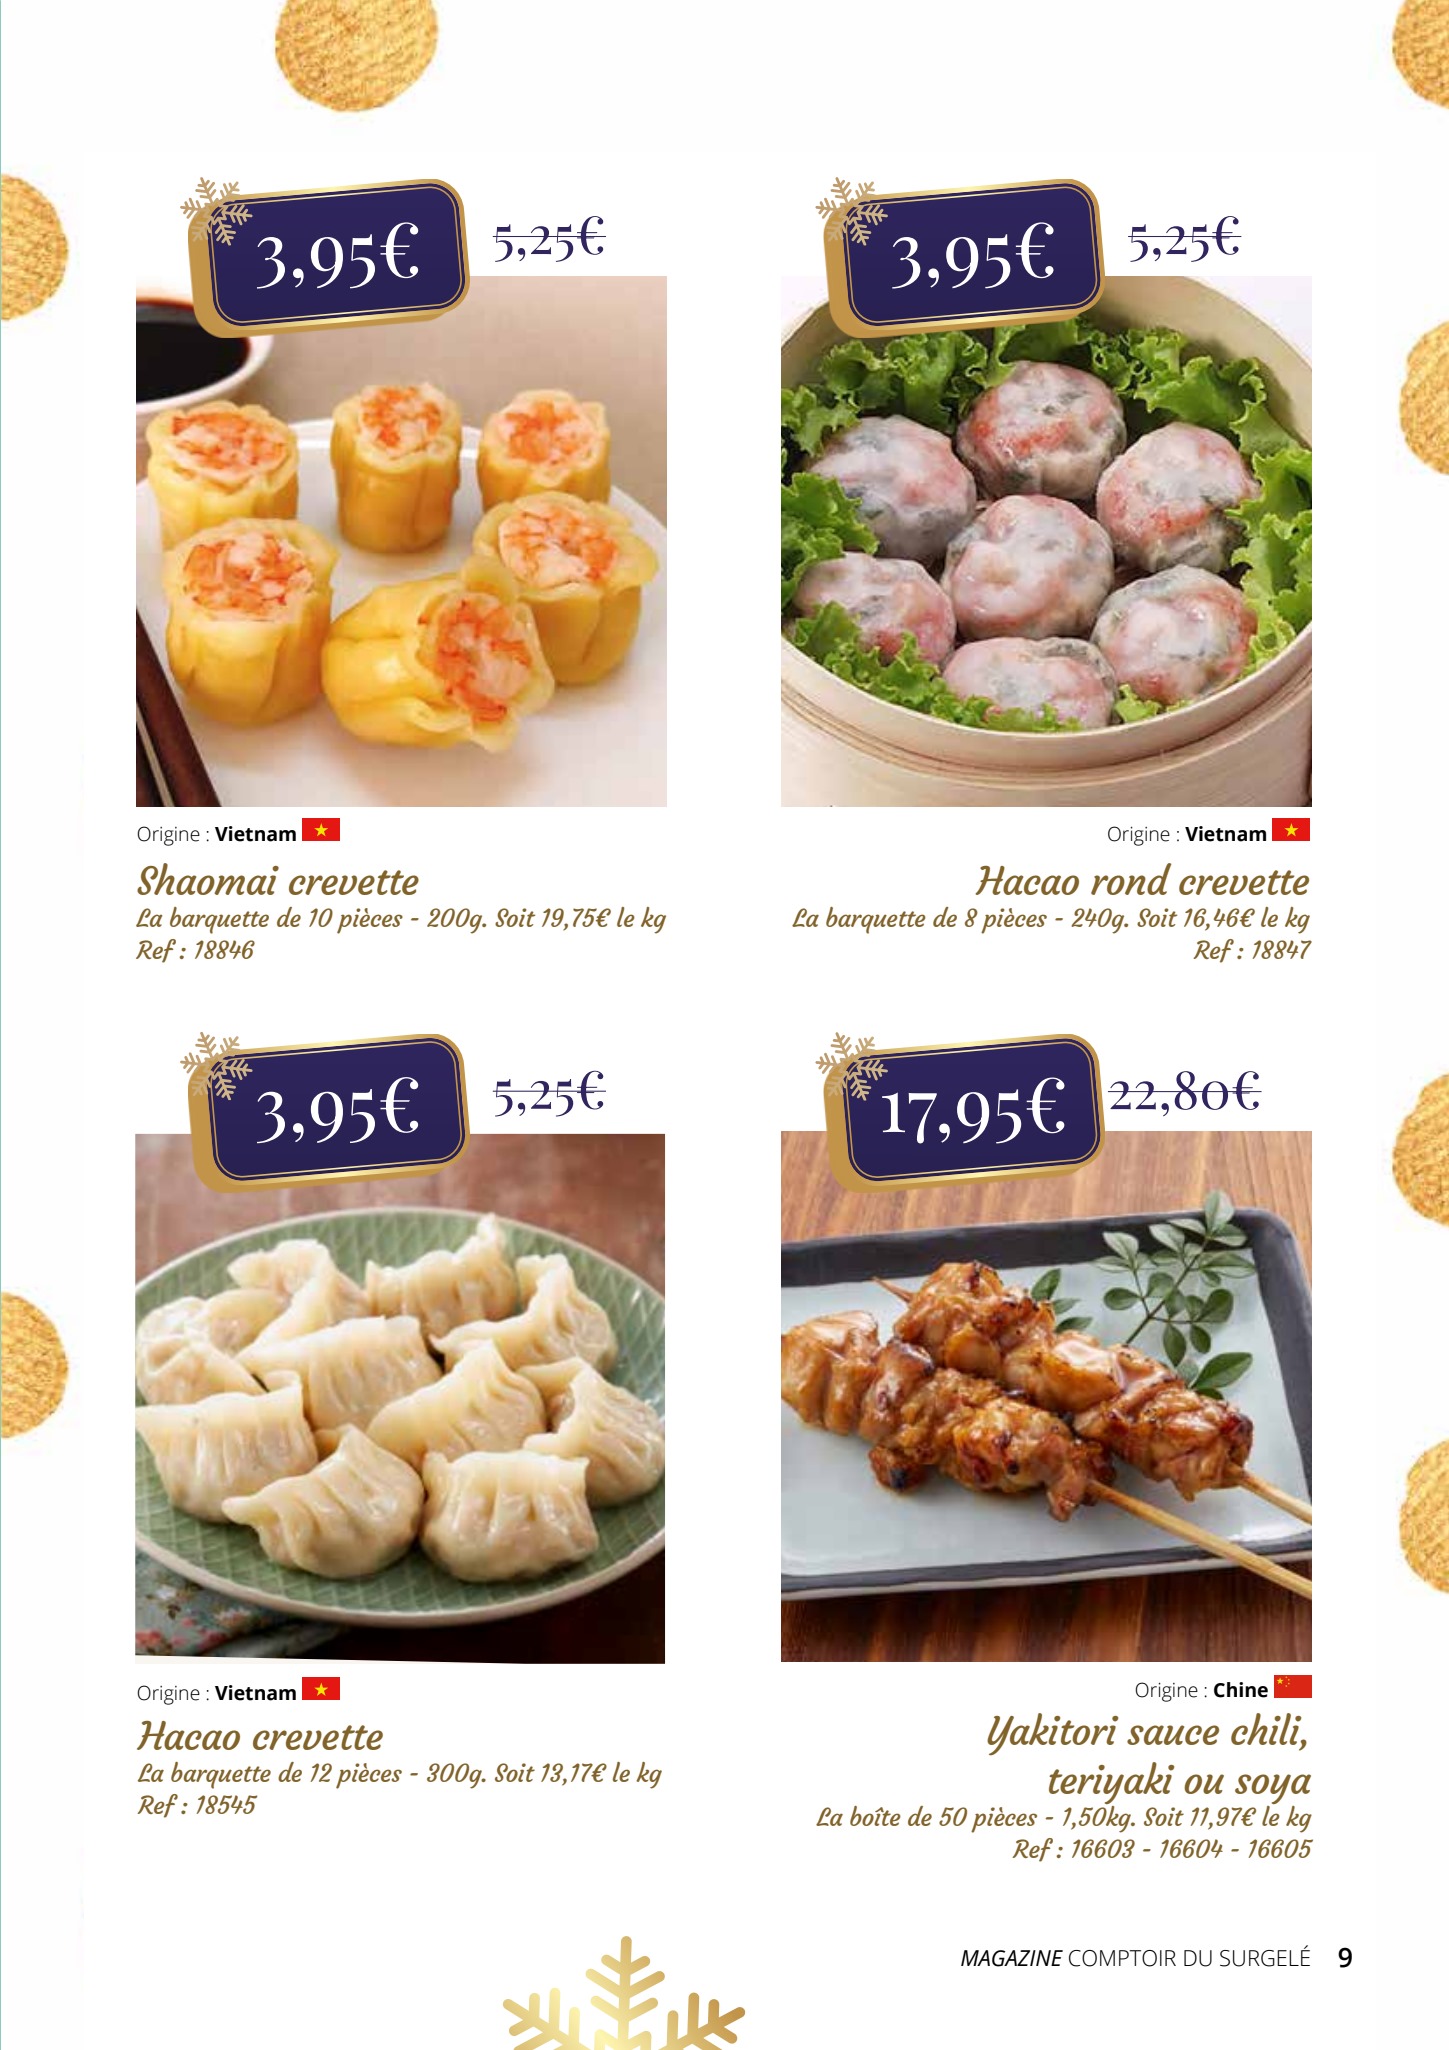 3,95€
5,25€
3,95€
5,25€
Origine : Vietnam
Shaomai crevette
La barquette de 10 pièces - 200g. Soit 19,75€ le kg
Ref : 18846
Origine : Vietnam
Hacao rond crevette
La barquette de 8 pièces - 240g. Soit 16,46€ le kg
Ref : 18847
3,95€
5,25€
17,95€
22,80€
Origine : Vietnam
Hacao crevette
La barquette de 12 pièces - 300g. Soit 13,17€ le kg
Ref : 18545
Origine : Chine
Yakitori sauce chili,
teriyaki ou soya
La boîte de 50 pièces - 1,50kg. Soit 11,97€ le kg
Ref : 16603 - 16604 - 16605
MAGAZINE COMPTOIR DU SURGELÉ 9